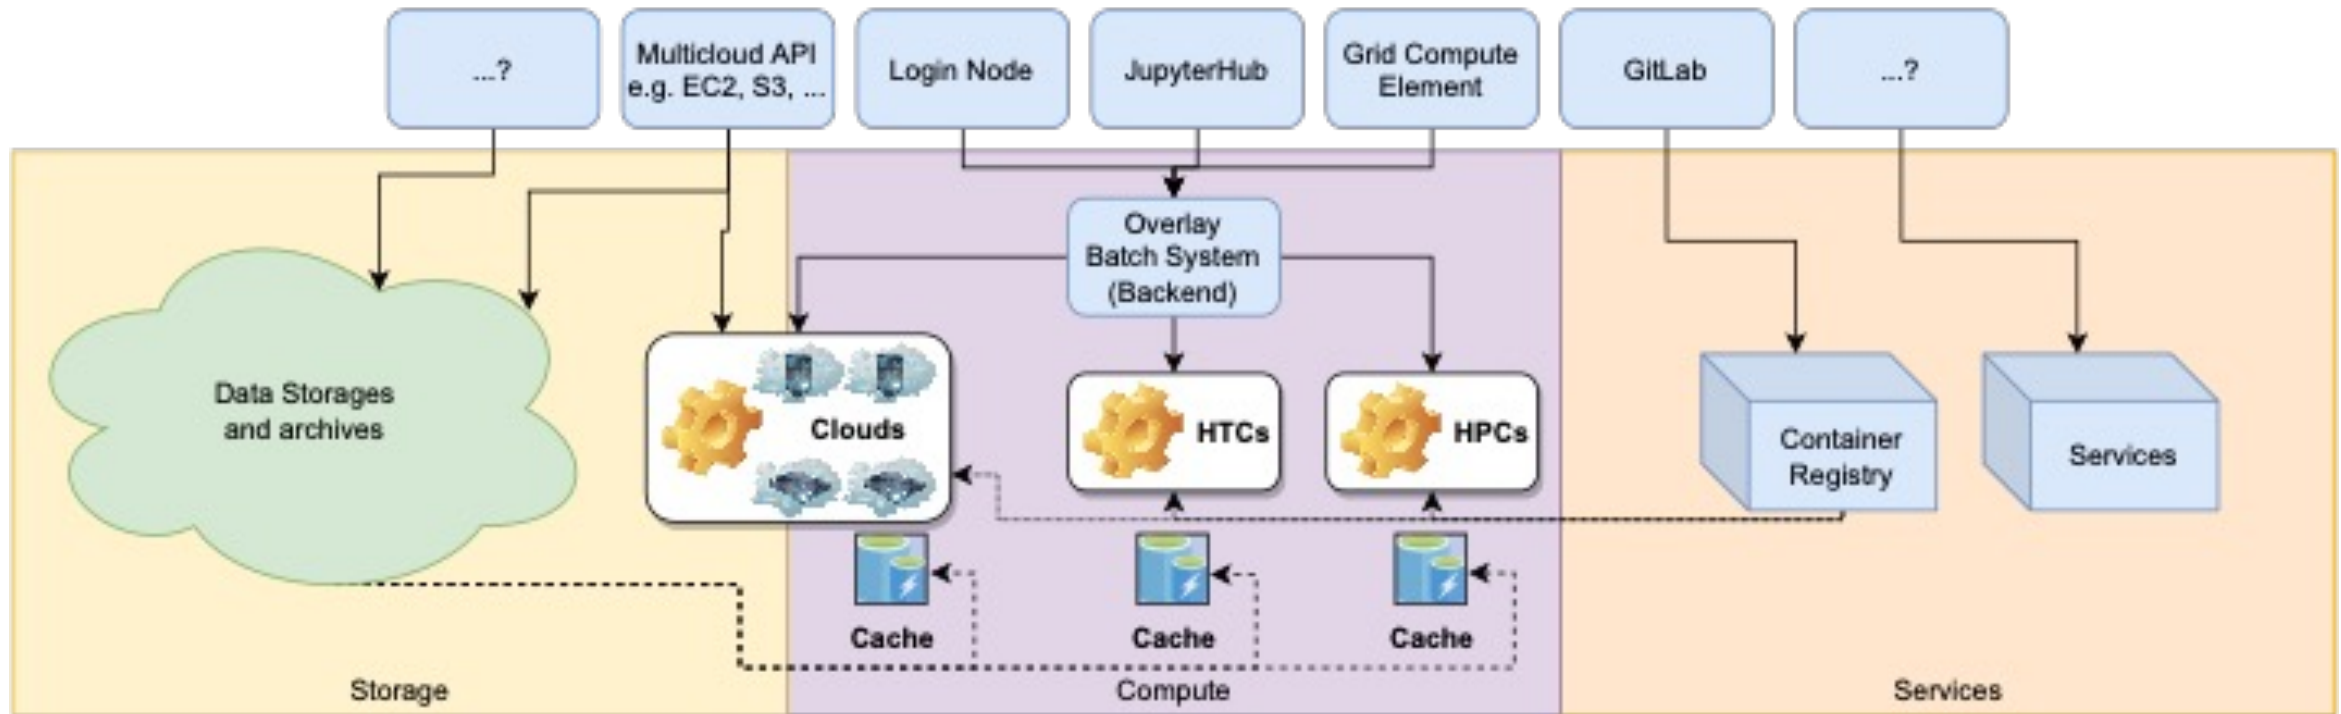 ...?
Multicloud API
e.g. EC2, S3, ...
Login Node
JupyterHub
Grid Compute
Element
GitLab
...?
Overlay
Batch System
(Backend)
Data Storages
and archives
Clouds
HTCs
HPCs
Container
Registry
Services
Cache
Cache
Cache
Storage
Compute
Services